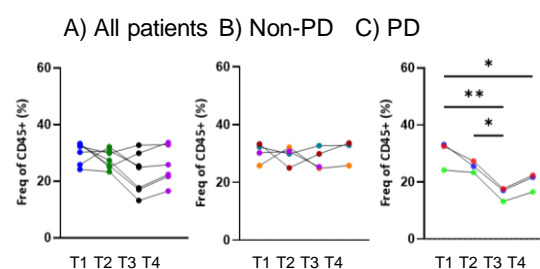 A) All patients B) Non-PD C) PD
Freq of CD45+ (%)
60
40
20
0
T1 T2 T3 T4
Freq of CD45+ (%)
60
40
20
0
T1 T2 T3 T4
Freq of CD45+ (%)
60
40
20
0
*
**
*
T1 T2 T3 T4